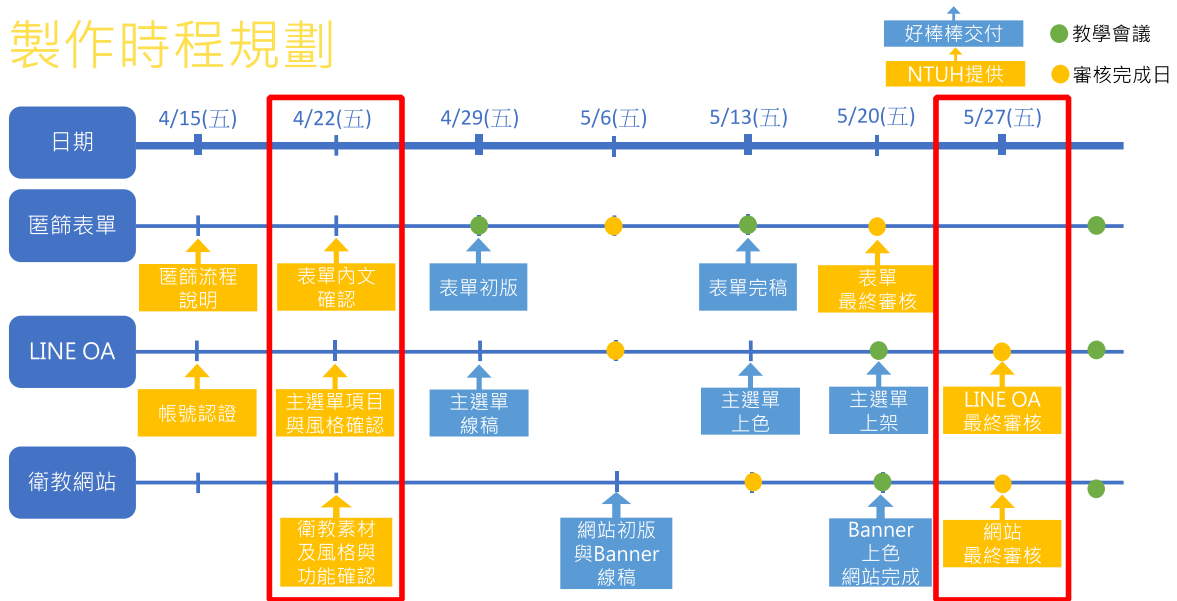 製作時程規劃
好棒棒交付
教學會議
NTUH提供
審核完成日
日期
4/15(五)
4/22(五)
4/29(五)
5/6(五)
5/13(五)
5/20(五)
5/27(五)
匿篩表單
匿篩流程
說明
表單內文
確認
表單初版
表單完稿
表單
最終審核
LINE OA
帳號認證
主選單項目
與風格確認
主選單
線稿
主選單
上色
主選單
上架
LINE OA
最終審核
衛教網站
衛教素材
及風格與
功能確認
網站初版
與Banner
線稿
Banner
上色
網站完成
網站
最終審核